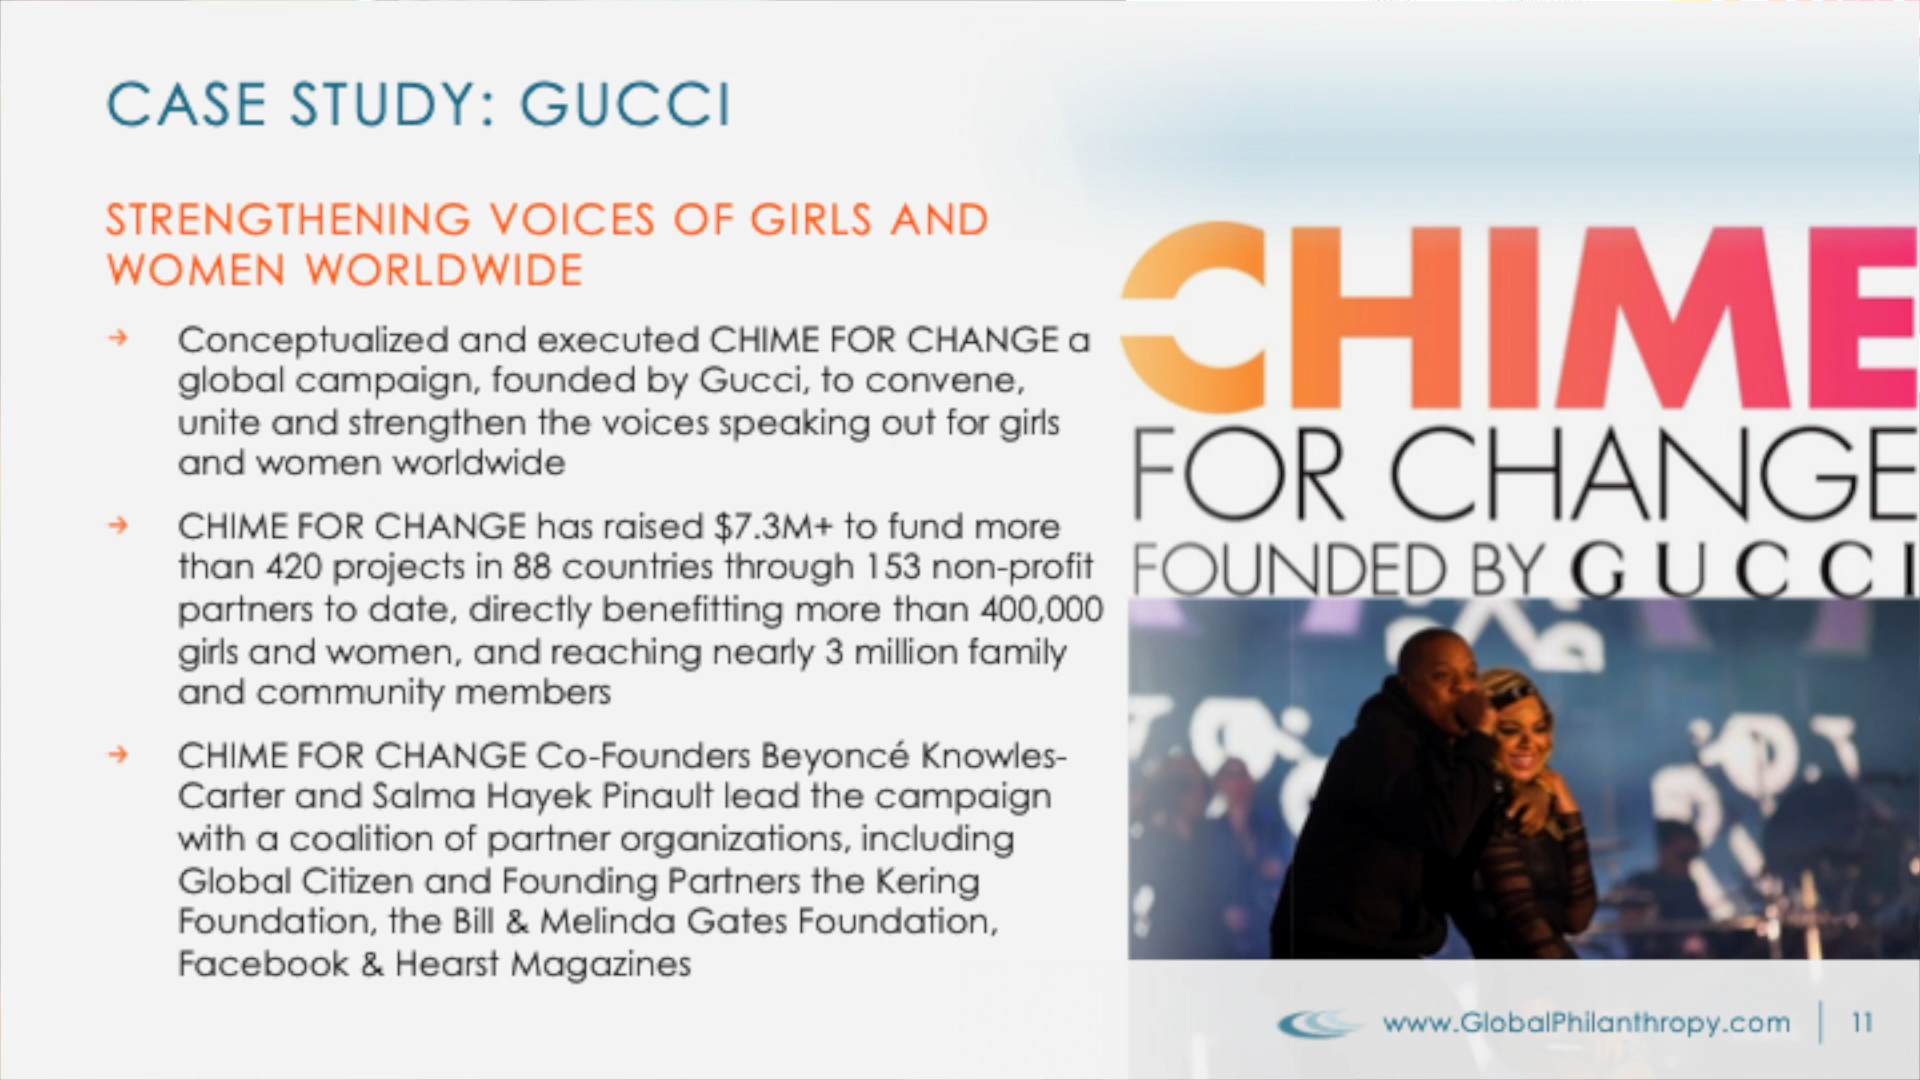 CASE STUDY: GUCCI
STRENGTHENING VOICES OF GIRLS AND
WOMEN WORLDWIDE
→ Conceptualized and executed CHIME FOR CHANGE a
global campaign, founded by Gucci, to convene,
unite and strengthen the voices speaking out for girls
and women worldwide
→ CHIME FOR CHANGE has raised $7.3M+ to fund more
than 420 projects in 88 countries through 153 non-profit
partners to date, directly benefitting more than 400,000
girls and women, and reaching nearly 3 million family
and community members
→ CHIME FOR CHANGE Co-Founders Beyoncé Knowles-
Carter and Salma Hayek Pinault lead the campaign
with a coalition of partner organizations, including
Global Citizen and Founding Partners the Kering
Foundation, the Bill & Melinda Gates Foundation,
Facebook & Hearst Magazines
CHIME
FOR CHANGE
FOUNDED BY GUCCI
www.GlobalPhilanthropy.com | 11